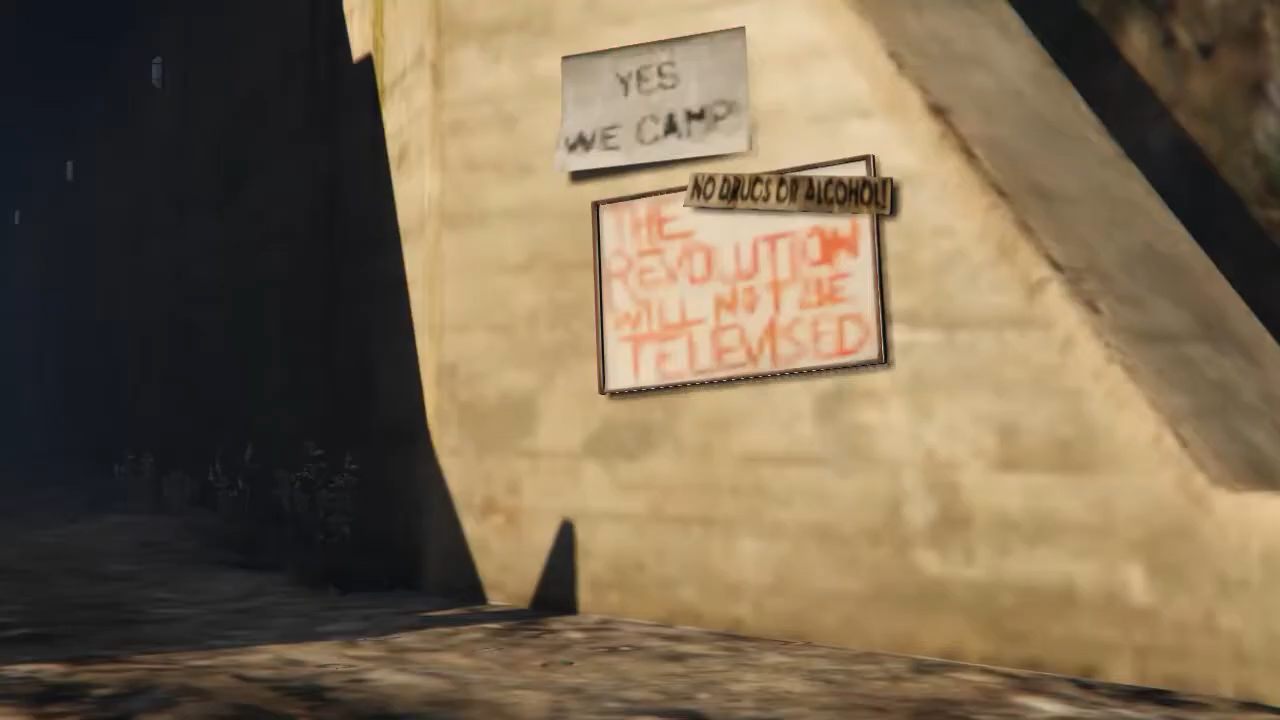 YES
WE CAMP
NO DRUGS OR ALCOHOL!
THE
REVOLUTION
WILL NOT BE
TELEVISED